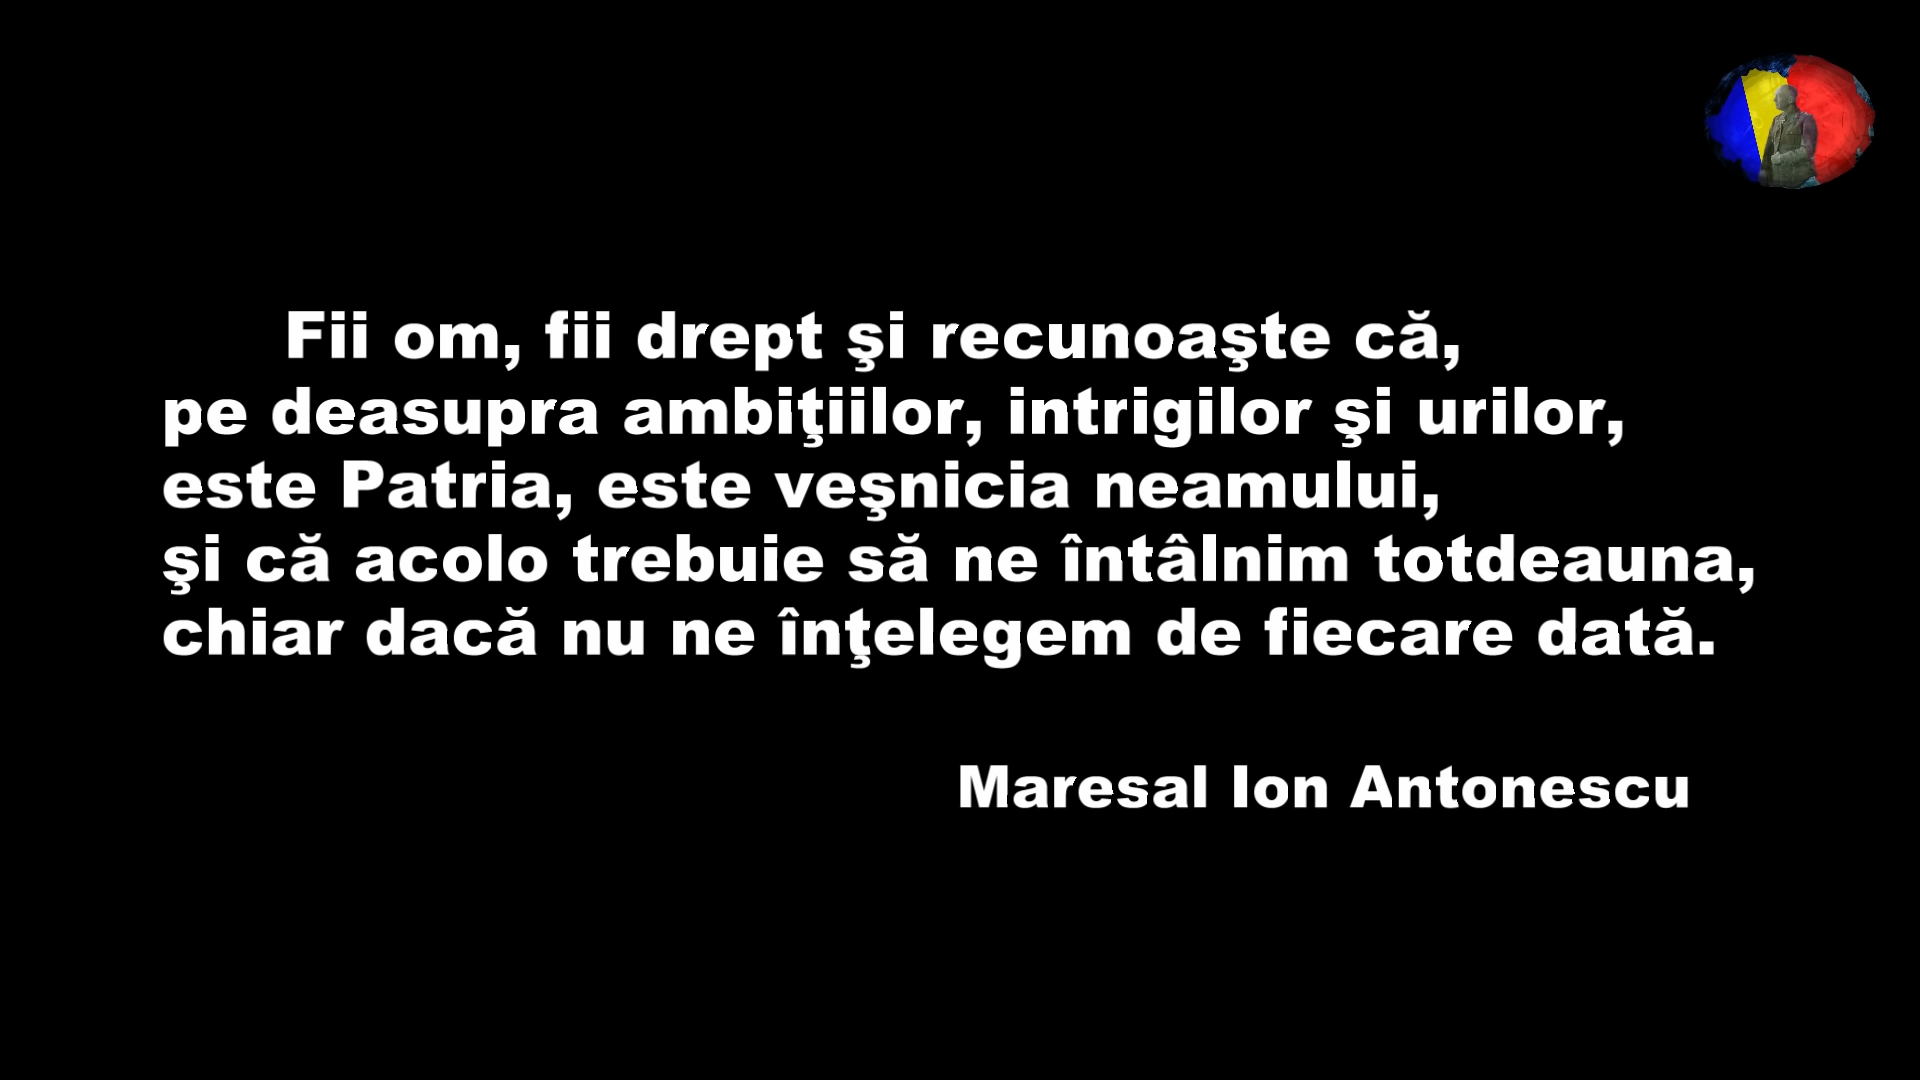 Fii om, fii drept şi recunoaşte că,
pe deasupra ambiţiilor, intrigilor şi urilor,
este Patria, este veşnicia neamului,
şi că acolo trebuie să ne întâlnim totdeauna,
chiar dacă nu ne înţelegem de fiecare dată.
Maresal Ion Antonescu